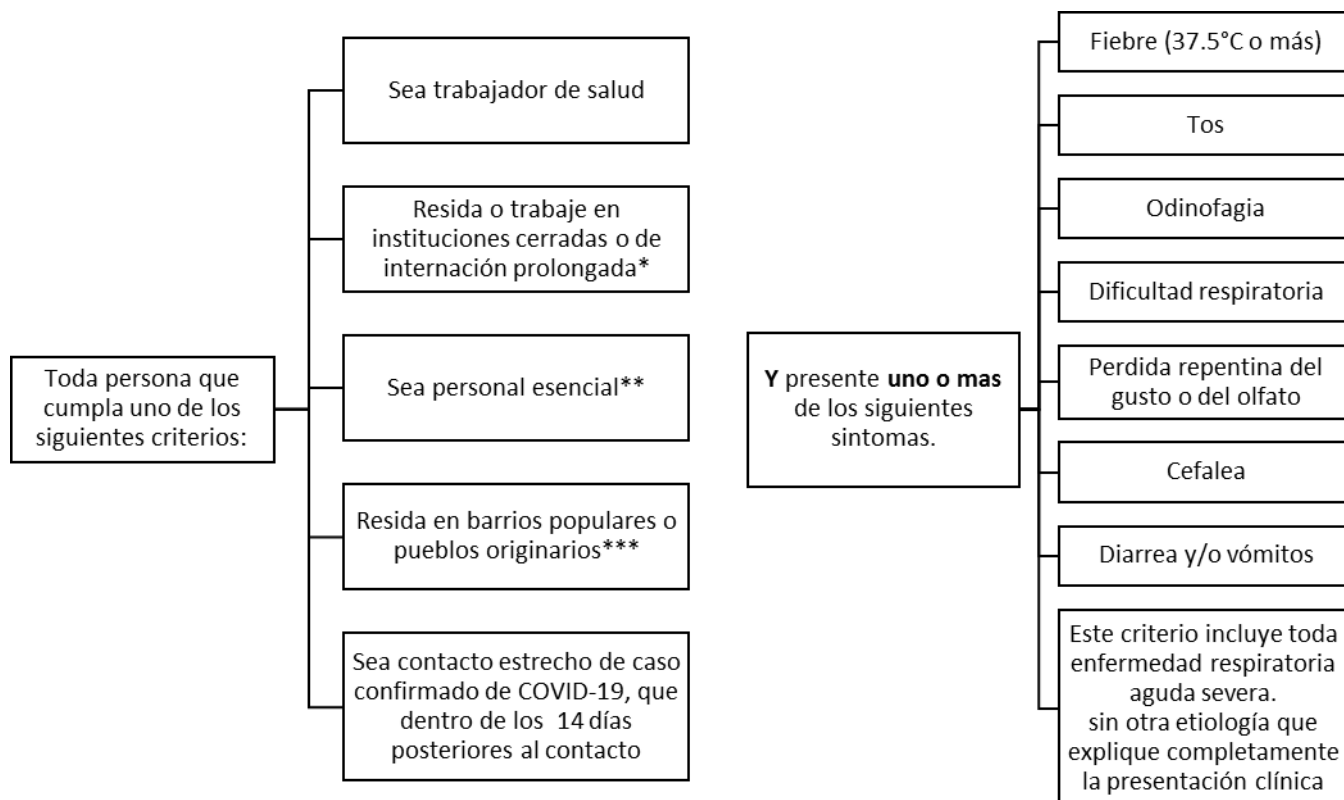 Toda persona que
cumpla uno de los
siguientes criterios:
Sea trabajador de salud
Resida o trabaje en
instituciones cerradas o de
internación prolongada*
Sea personal esencial**
Resida en barrios populares o
pueblos originarios***
Sea contacto estrecho de caso
confirmado de COVID-19, que
dentro de los 14 días
posteriores al contacto
Y presente uno o mas
de los siguientes
sintomas.
Fiebre (37.5°C o más)
Tos
Odinofagia
Dificultad respiratoria
Perdida repentina del
gusto o del olfato
Cefalea
Diarrea y/o vómitos
Este criterio incluye toda
enfermedad respiratoria
aguda severa.
sin otra etiología que
explique completamente
la presentación clínica